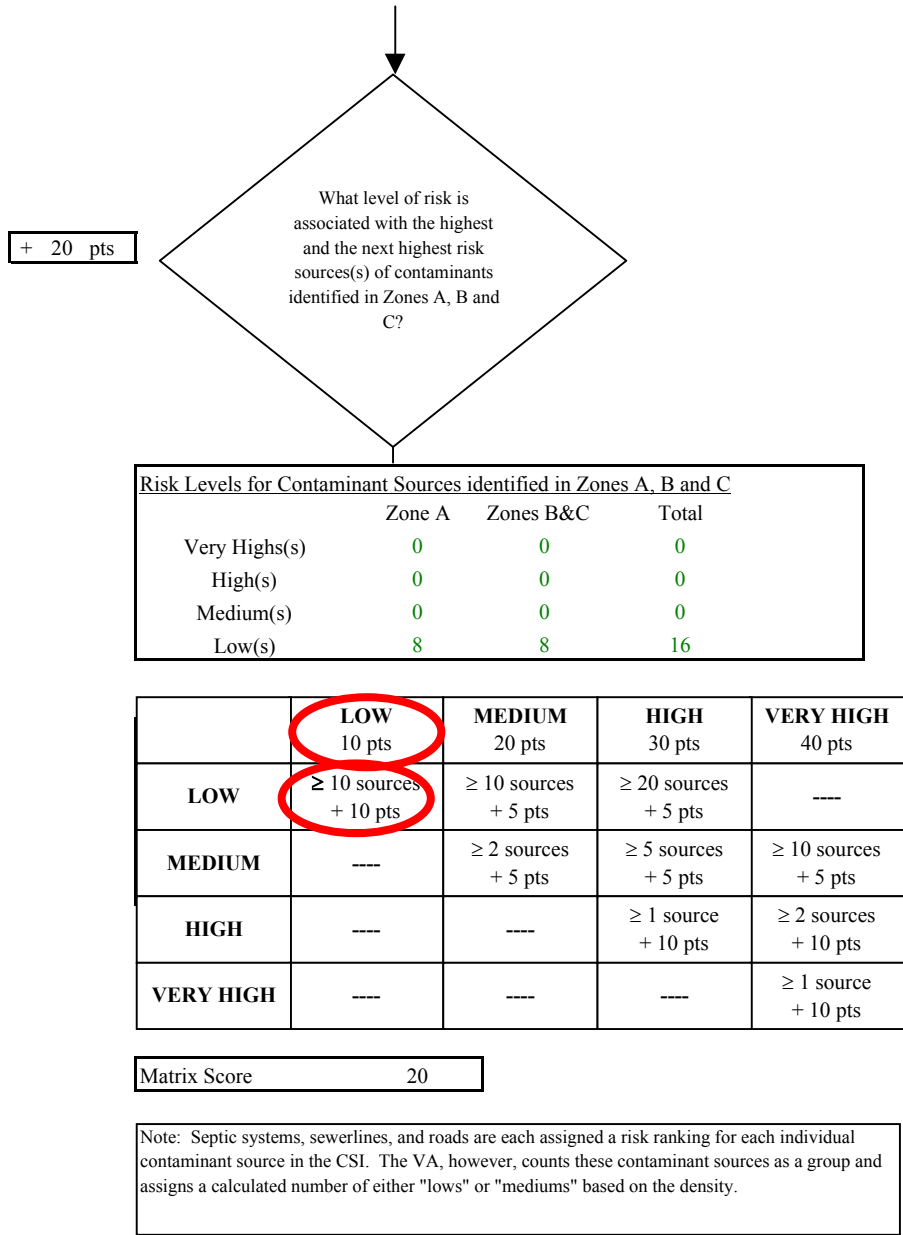 What level of risk is
associated with the highest
and the next highest risk
sources(s) of contaminants
identified in Zones A, B and
C?
+ 20 pts
Risk Levels for Contaminant Sources identified in Zones A, B and C
Zone A Zones B&C Total
Very Highs(s) 0 0 0
High(s) 0 0 0
Medium(s) 0 0 0
Low(s) 8 8 16
LOW MEDIUM HIGH VERY HIGH
10 pts 20 pts 30 pts 40 pts
LOW ≥ 10 sources + 10 pts ≥ 10 sources + 5 pts ≥ 20 sources + 5 pts ----
MEDIUM ---- ≥ 2 sources + 5 pts ≥ 5 sources + 5 pts ≥ 10 sources + 5 pts
HIGH ---- ---- ≥ 1 source + 10 pts ≥ 2 sources + 10 pts
VERY HIGH ---- ---- ---- ≥ 1 source + 10 pts
Matrix Score 20
Note: Septic systems, sewerlines, and roads are each assigned a risk ranking for each individual
contaminant source in the CSI. The VA, however, counts these contaminant sources as a group and
assigns a calculated number of either "lows" or "mediums" based on the density.